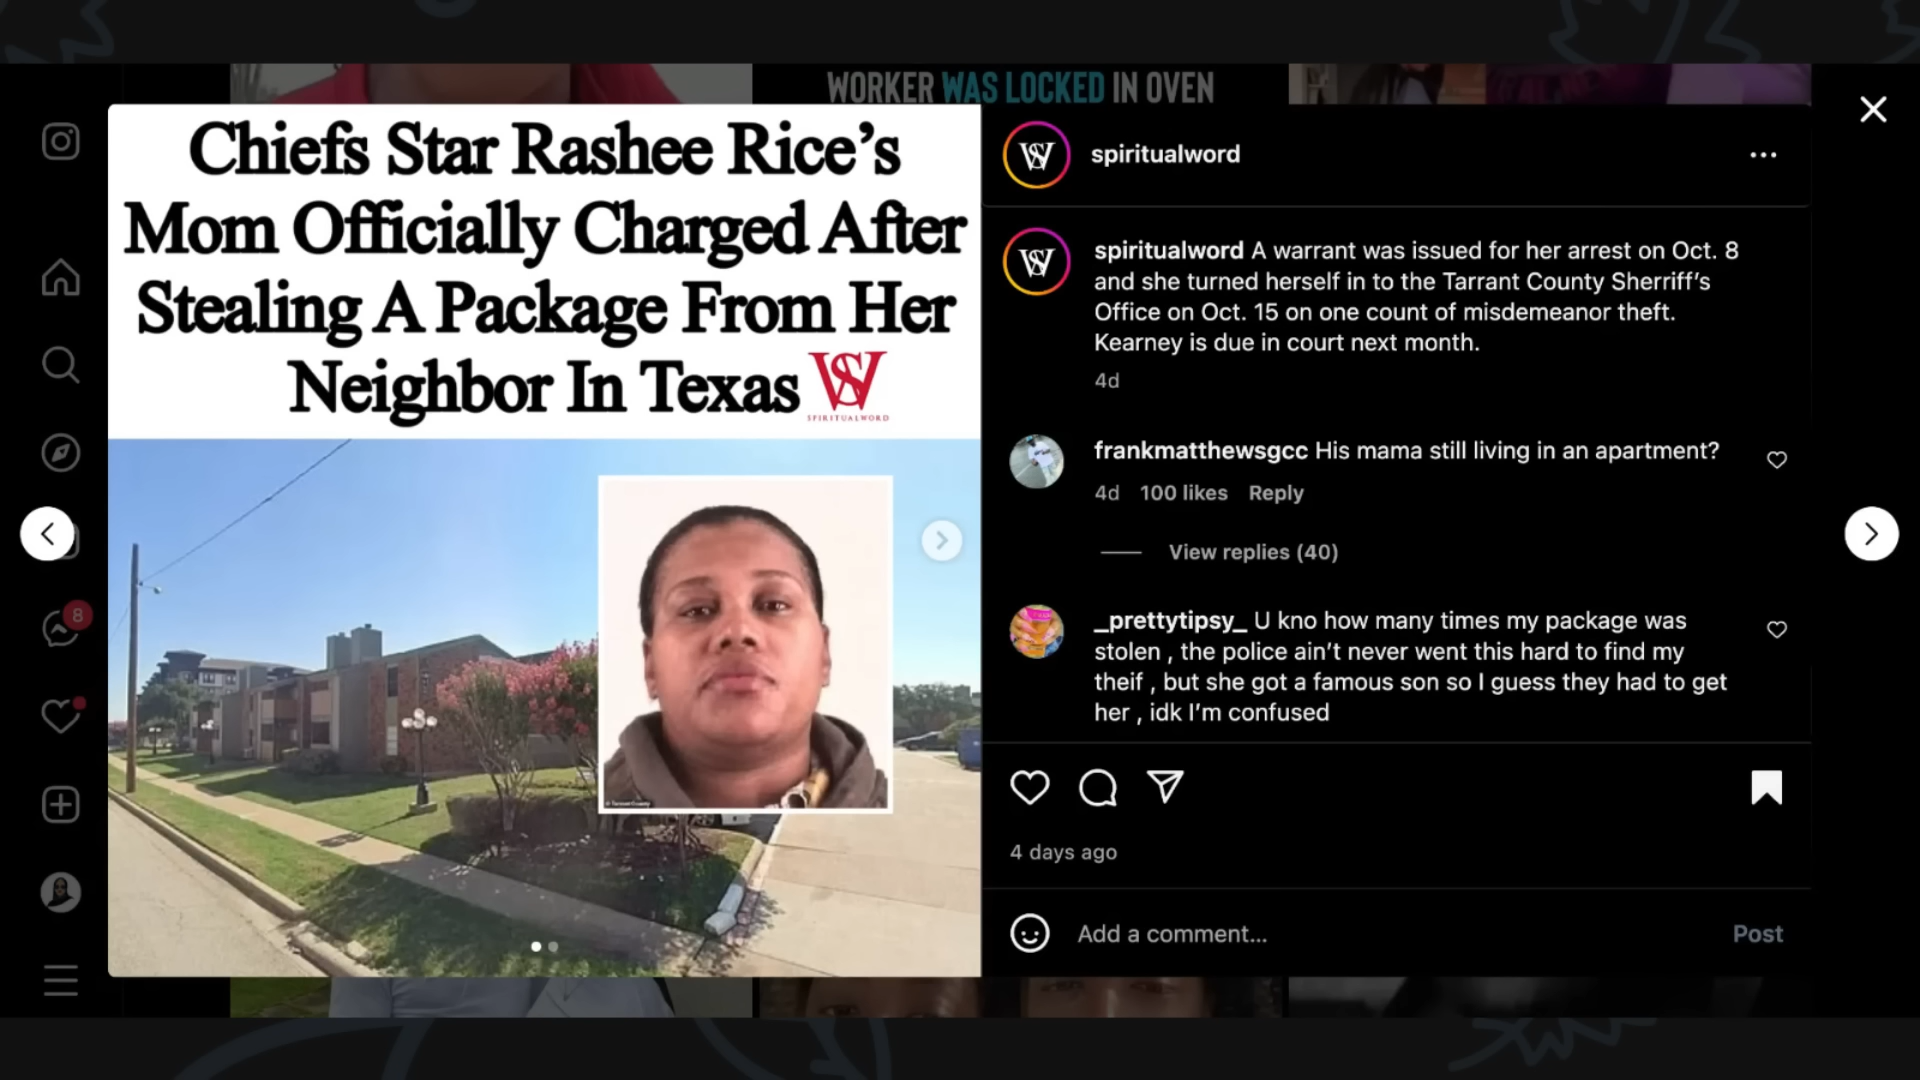 WORKER WAS LOCKED IN OVEN
Chiefs Star Rashee Rice's
Mom Officially Charged After
Stealing A Package From Her
Neighbor In Texas
SPIRITUALWORD
spiritualword
spiritualword A warrant was issued for her arrest on Oct. 8
and she turned herself in to the Tarrant County Sherriff's
Office on Oct. 15 on one count of misdemeanor theft.
Kearney is due in court next month.
4d
frankmatthewsgcc His mama still living in an apartment?
4d 100 likes Reply
View replies (40)
_prettytipsy_ U kno how many times my package was
stolen , the police ain't never went this hard to find my
theif , but she got a famous son so I guess they had to get
her , idk I'm confused
8
4 days ago
Add a comment...
Post